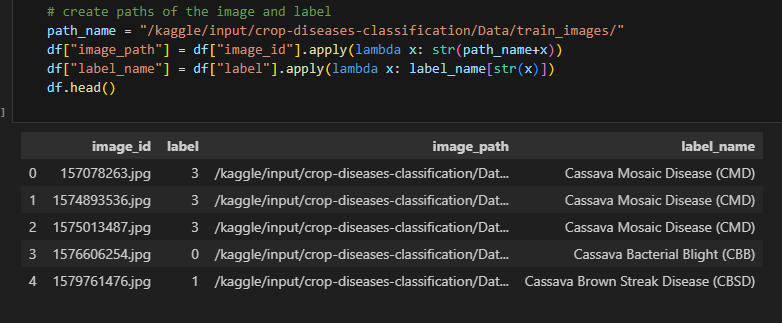 # create paths of the image and label
path_name = "/kaggle/input/crop-diseases-classification/Data/train_images/"
df["image_path"] = df["image_id"].apply(lambda x: str(path_name+x))
df["label_name"] = df["label"].apply(lambda x: label_name[str(x)])
df.head()
]
image_id label image_path label_name
0 157078263.jpg 3 /kaggle/input/crop-diseases-classification/Dat... Cassava Mosaic Disease (CMD)
1 1574893536.jpg 3 /kaggle/input/crop-diseases-classification/Dat... Cassava Mosaic Disease (CMD)
2 1575013487.jpg 3 /kaggle/input/crop-diseases-classification/Dat... Cassava Mosaic Disease (CMD)
3 1576606254.jpg 0 /kaggle/input/crop-diseases-classification/Dat... Cassava Bacterial Blight (CBB)
4 1579761476.jpg 1 /kaggle/input/crop-diseases-classification/Dat... Cassava Brown Streak Disease (CBSD)